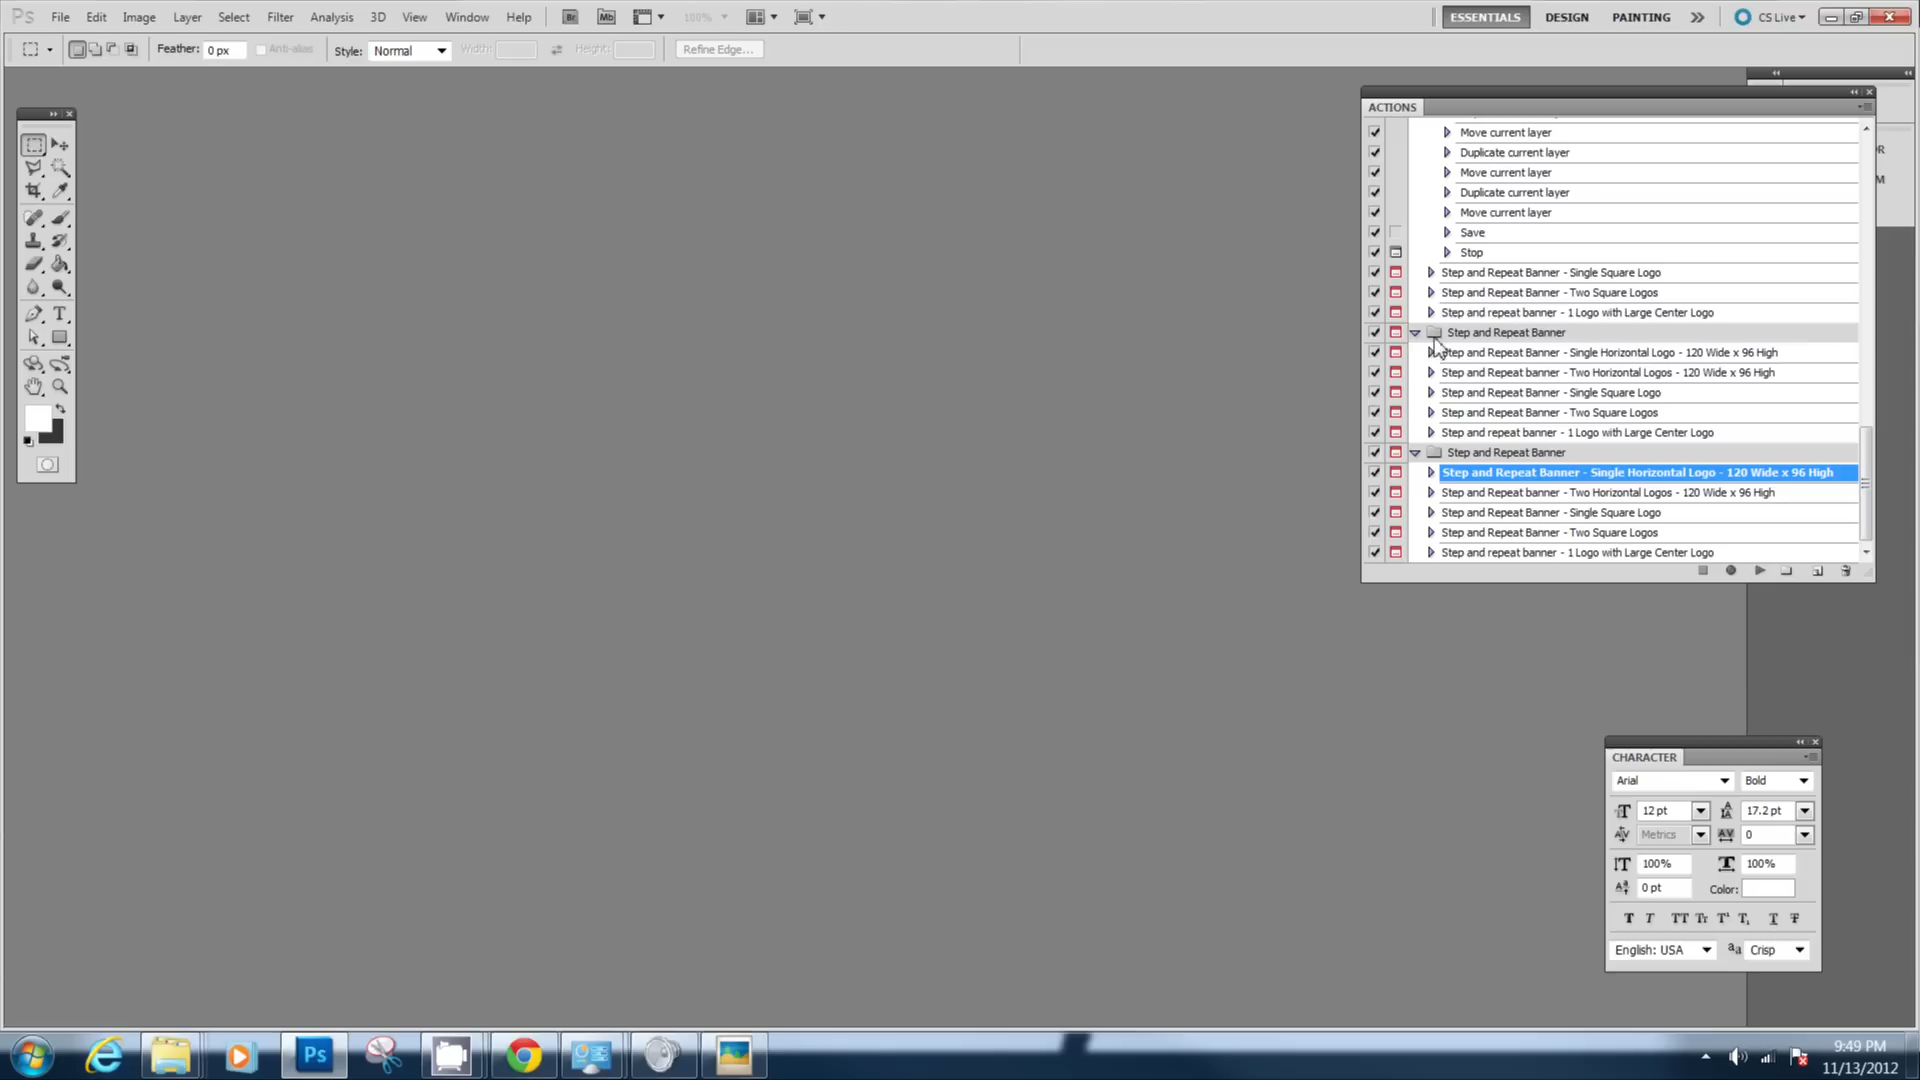 Ps File Edit Image Layer Select Filter Analysis 3D View Window Help Br Mb 100% ESSENTIALS DESIGN PAINTING CS Live
Feather: 0 px Anti-alias Style: Normal Width: Height: Refine Edge...
ACTIONS
Move current layer
Duplicate current layer
Move current layer
Duplicate current layer
Move current layer
Save
Stop
Step and Repeat Banner - Single Square Logo
Step and Repeat Banner - Two Square Logos
Step and repeat banner - 1 Logo with Large Center Logo
Step and Repeat Banner
Step and Repeat Banner - Single Horizontal Logo - 120 Wide x 96 High
Step and Repeat banner - Two Horizontal Logos - 120 Wide x 96 High
Step and Repeat Banner - Single Square Logo
Step and Repeat Banner - Two Square Logos
Step and repeat banner - 1 Logo with Large Center Logo
Step and Repeat Banner
Step and Repeat Banner - Single Horizontal Logo - 120 Wide x 96 High
Step and Repeat banner - Two Horizontal Logos - 120 Wide x 96 High
Step and Repeat Banner - Single Square Logo
Step and Repeat Banner - Two Square Logos
Step and repeat banner - 1 Logo with Large Center Logo
CHARACTER
Arial Bold
12 pt 17.2 pt
Metrics 0
100% 100%
0 pt Color:
T T TT Tr T¹ T₁ T T
English: USA aa Crisp
Ps
9:49 PM
11/13/2012